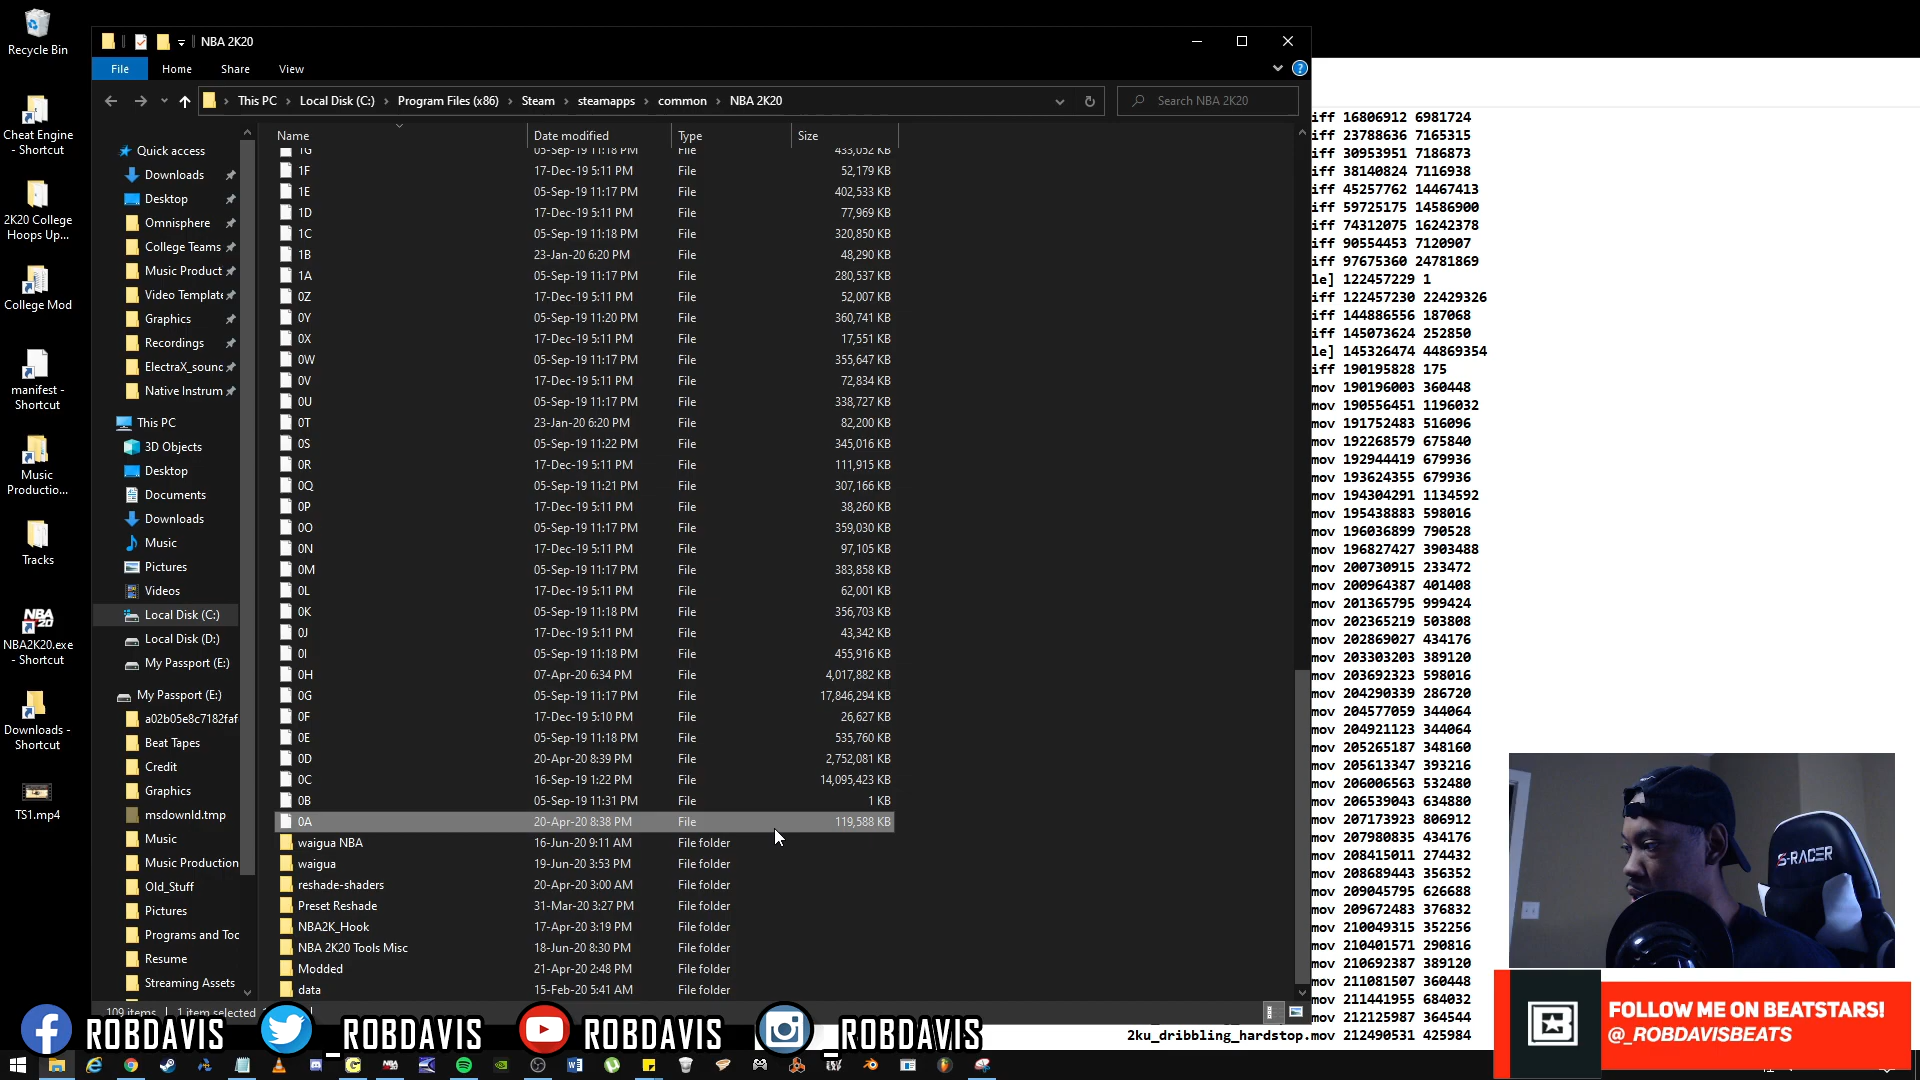 Recycle Bin
Cheat Engine
- Shortcut
2K20 College
Hoops Up...
College Mod
manifest -
Shortcut
Music
Productio...
Tracks
NBA2K20.exe
- Shortcut
Downloads -
Shortcut
TS1.mp4
NBA 2K20
File Home Share View
This PC › Local Disk (C:) › Program Files (x86) › Steam › steamapps › common › NBA 2K20
Search NBA 2K20
Quick access
Downloads
Desktop
Omnisphere
College Teams
Music Product
Video Templat
Graphics
Recordings
ElectraX_sounc
Native Instrum
This PC
3D Objects
Desktop
Documents
Downloads
Music
Pictures
Videos
Local Disk (C:)
Local Disk (D:)
My Passport (E:)
My Passport (E:)
a02b05e8c7182faf
Beat Tapes
Credit
Graphics
msdownld.tmp
Music
Music Production
Old_Stuff
Pictures
Programs and Toc
Resume
Streaming Assets
Name Date modified Type Size
1G 05-Sep-19 11:18 PM File 433,052 KB
1F 17-Dec-19 5:11 PM File 52,179 KB
1E 05-Sep-19 11:17 PM File 402,533 KB
1D 17-Dec-19 5:11 PM File 77,969 KB
1C 05-Sep-19 11:18 PM File 320,850 KB
1B 23-Jan-20 6:20 PM File 48,290 KB
1A 05-Sep-19 11:17 PM File 280,537 KB
0Z 17-Dec-19 5:11 PM File 52,007 KB
0Y 05-Sep-19 11:20 PM File 360,741 KB
0X 17-Dec-19 5:11 PM File 17,551 KB
0W 05-Sep-19 11:17 PM File 355,647 KB
0V 17-Dec-19 5:11 PM File 72,834 KB
0U 05-Sep-19 11:17 PM File 338,727 KB
0T 23-Jan-20 6:20 PM File 82,200 KB
0S 05-Sep-19 11:22 PM File 345,016 KB
0R 17-Dec-19 5:11 PM File 111,915 KB
0Q 05-Sep-19 11:21 PM File 307,166 KB
0P 17-Dec-19 5:11 PM File 38,260 KB
0O 05-Sep-19 11:17 PM File 359,030 KB
0N 17-Dec-19 5:11 PM File 97,105 KB
0M 05-Sep-19 11:17 PM File 383,858 KB
0L 17-Dec-19 5:11 PM File 62,001 KB
0K 05-Sep-19 11:18 PM File 356,703 KB
0J 17-Dec-19 5:11 PM File 43,342 KB
0I 05-Sep-19 11:18 PM File 455,916 KB
0H 07-Apr-20 6:34 PM File 4,017,882 KB
0G 05-Sep-19 11:17 PM File 17,846,294 KB
0F 17-Dec-19 5:10 PM File 26,627 KB
0E 05-Sep-19 11:18 PM File 535,760 KB
0D 20-Apr-20 8:39 PM File 2,752,081 KB
0C 16-Sep-19 1:22 PM File 14,095,423 KB
0B 05-Sep-19 11:31 PM File 1 KB
0A 20-Apr-20 8:38 PM File 119,588 KB
waigua NBA 16-Jun-20 9:11 AM File folder
waigua 19-Jun-20 3:53 PM File folder
reshade-shaders 20-Apr-20 3:00 AM File folder
Preset Reshade 31-Mar-20 3:27 PM File folder
NBA2K_Hook 17-Apr-20 3:19 PM File folder
NBA 2K20 Tools Misc 18-Jun-20 8:30 PM File folder
Modded 21-Apr-20 2:48 PM File folder
data 15-Feb-20 5:41 AM File folder
109 items 1 item selected
iff 16806912 6981724
iff 23788636 7165315
iff 30953951 7186873
iff 38140824 7116938
iff 45257762 14467413
iff 59725175 14586900
iff 74312075 16242378
iff 90554453 7120907
iff 97675360 24781869
le] 122457229 1
iff 122457230 22429326
iff 144886556 187068
iff 145073624 252850
le] 145326474 44869354
iff 190195828 175
mov 190196003 360448
mov 190556451 1196032
mov 191752483 516096
mov 192268579 675840
mov 192944419 679936
mov 193624355 679936
mov 194304291 1134592
mov 195438883 598016
mov 196036899 790528
mov 196827427 3903488
mov 200730915 233472
mov 200964387 401408
mov 201365795 999424
mov 202365219 503808
mov 202869027 434176
mov 203303203 389120
mov 203692323 598016
mov 204290339 286720
mov 204577059 344064
mov 204921123 344064
mov 205265187 348160
mov 205613347 393216
mov 206006563 532480
mov 206539043 634880
mov 207173923 806912
mov 207980835 434176
mov 208415011 274432
mov 208689443 356352
mov 209045795 626688
mov 209672483 376832
mov 210049315 352256
mov 210401571 290816
mov 210692387 389120
mov 211081507 360448
mov 211441955 684032
mov 212125987 364544
2ku_dribbling_hardstop.mov 212490531 425984
S-RACER
ROBDAVIS _ROBDAVIS ROBDAVIS _ROBDAVIS
FOLLOW ME ON BEATSTARS!
@_ROBDAVISBEATS